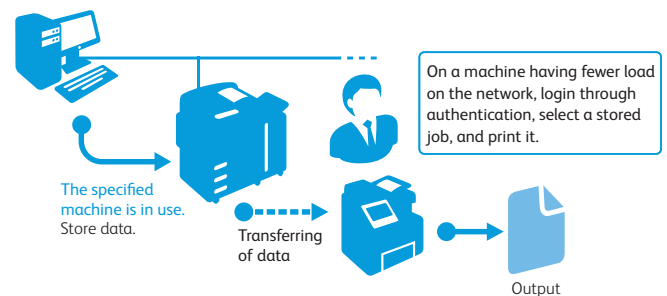 On a machine having fewer load
on the network, login through
authentication, select a stored
job, and print it.
The specified
machine is in use.
Store data.
Transferring
of data
Output